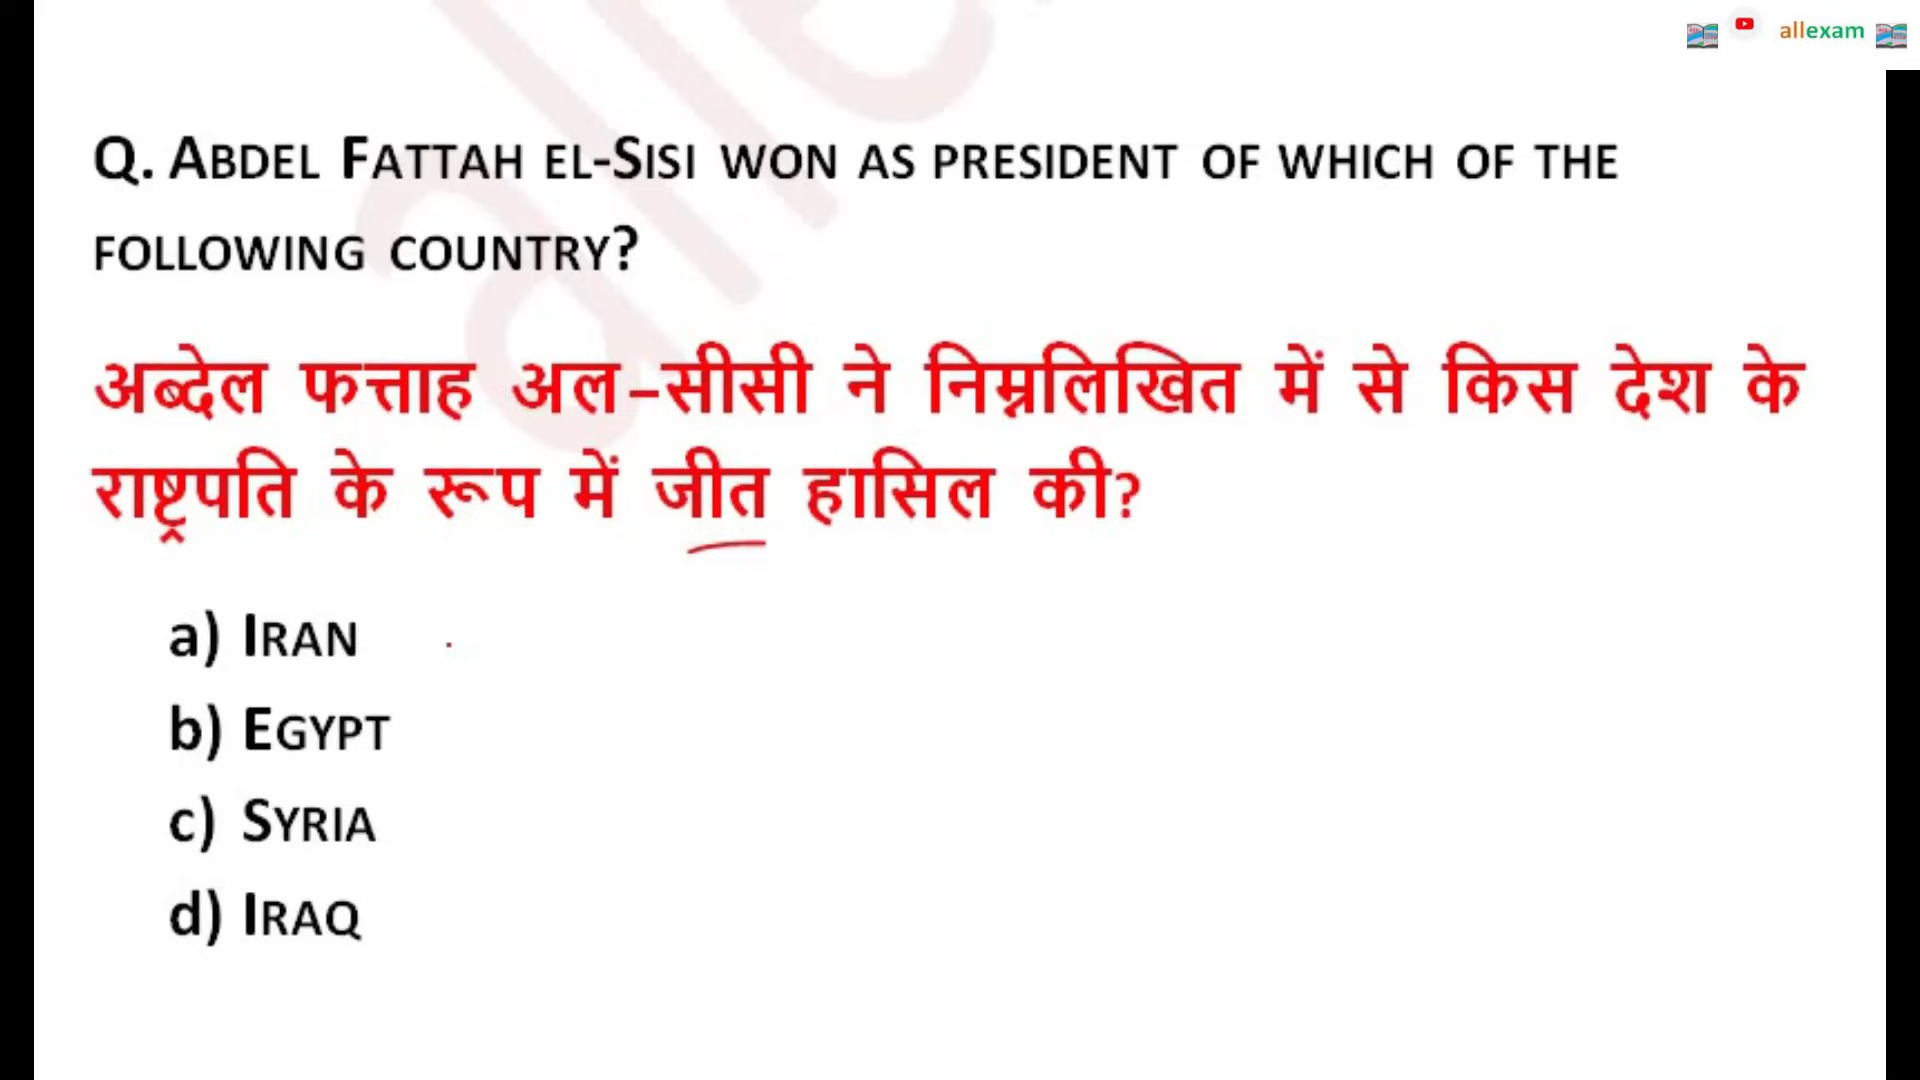 allexam
Q. ABDEL FATTAH EL-SISI WON AS PRESIDENT OF WHICH OF THE
FOLLOWING COUNTRY?
अब्देल फत्ताह अल-सीसी ने निम्नलिखित में से किस देश के
राष्ट्रपति के रूप में जीत हासिल की?
a) IRAN
b) EGYPT
c) SYRIA
d) IRAQ